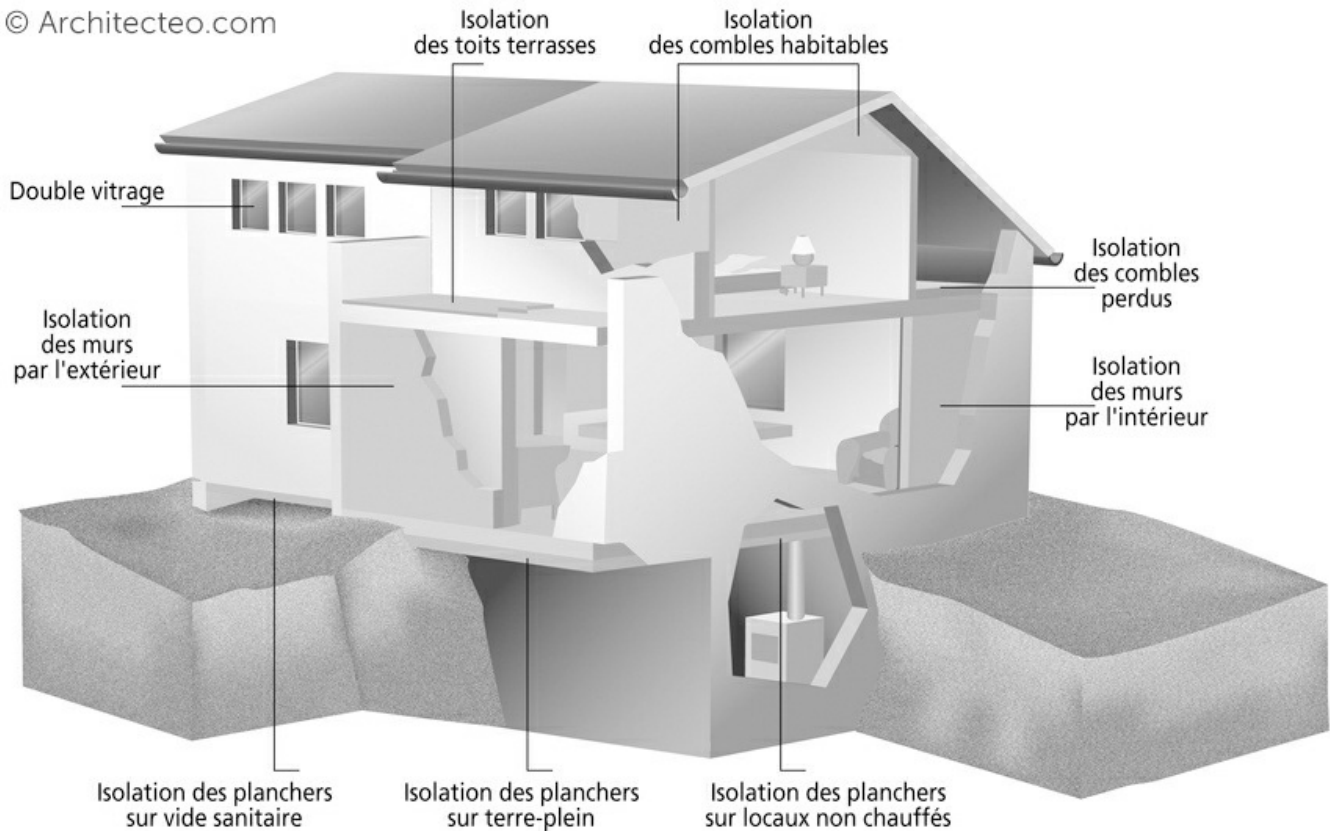 © Architecteo.com
Isolation
des toits terrasses
Isolation
des combles habitables
Double vitrage
Isolation
des combles
perdus
Isolation
des murs
par l'extérieur
Isolation
des murs
par l'intérieur
Isolation des planchers
sur vide sanitaire
Isolation des planchers
sur terre-plein
Isolation des planchers
sur locaux non chauffés